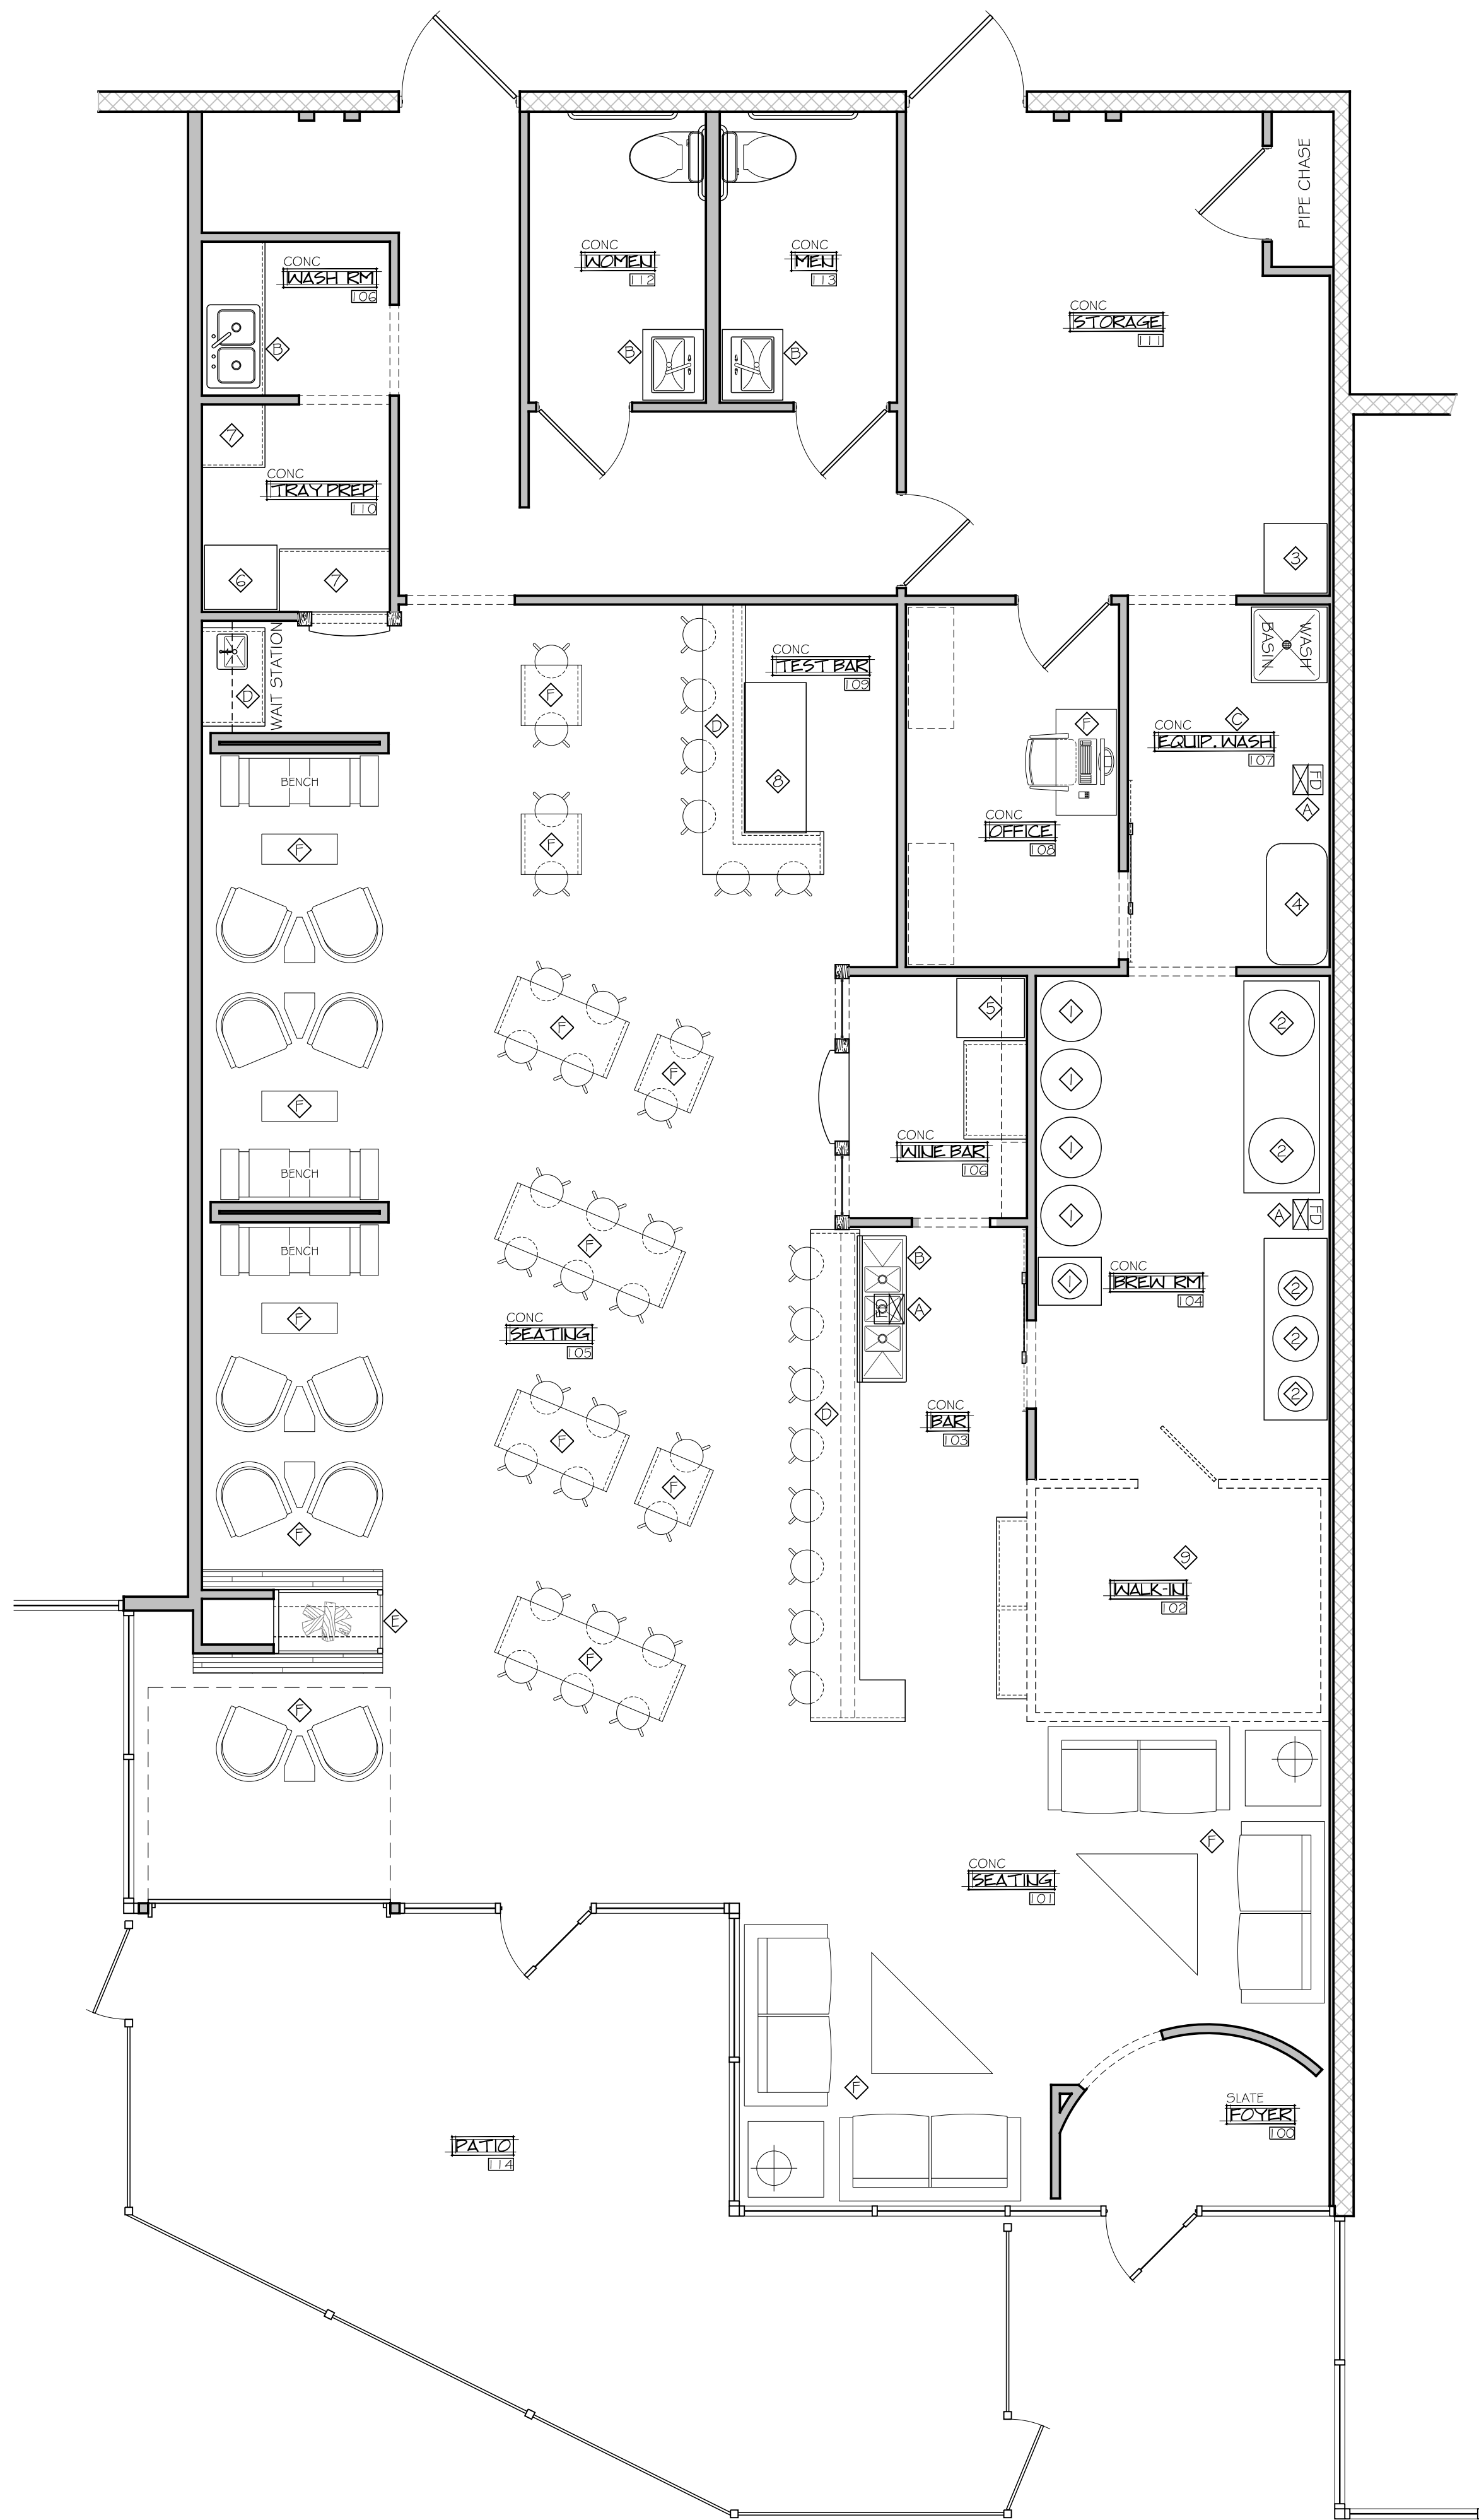 PIPE CHASE
CONC
WOMEN
112
CONC
MEN
113
CONC
WASH RM
106
B
CONC
STORAGE
111
B
B
7
CONC
TRAY PREP
110
6
7
3
WAIT STATION
D
CONC
TEST BAR
109
F
D
8
F
WASH
BASIN
C
CONC
EQUIP. WASH
107
F
FD
A
CONC
OFFICE
108
4
BENCH
F
F
F
5
1
2
1
F
1
2
CONC
WINE BAR
106
BENCH
1
A
FD
BENCH
F
B
CONC
BREW RM
104
1
2
FD
A
F
CONC
SEATING
105
2
2
D
CONC
BAR
103
F
F
F
9
WALK-IN
102
E
F
F
F
CONC
SEATING
101
F
SLATE
FOYER
100
PATIO
114